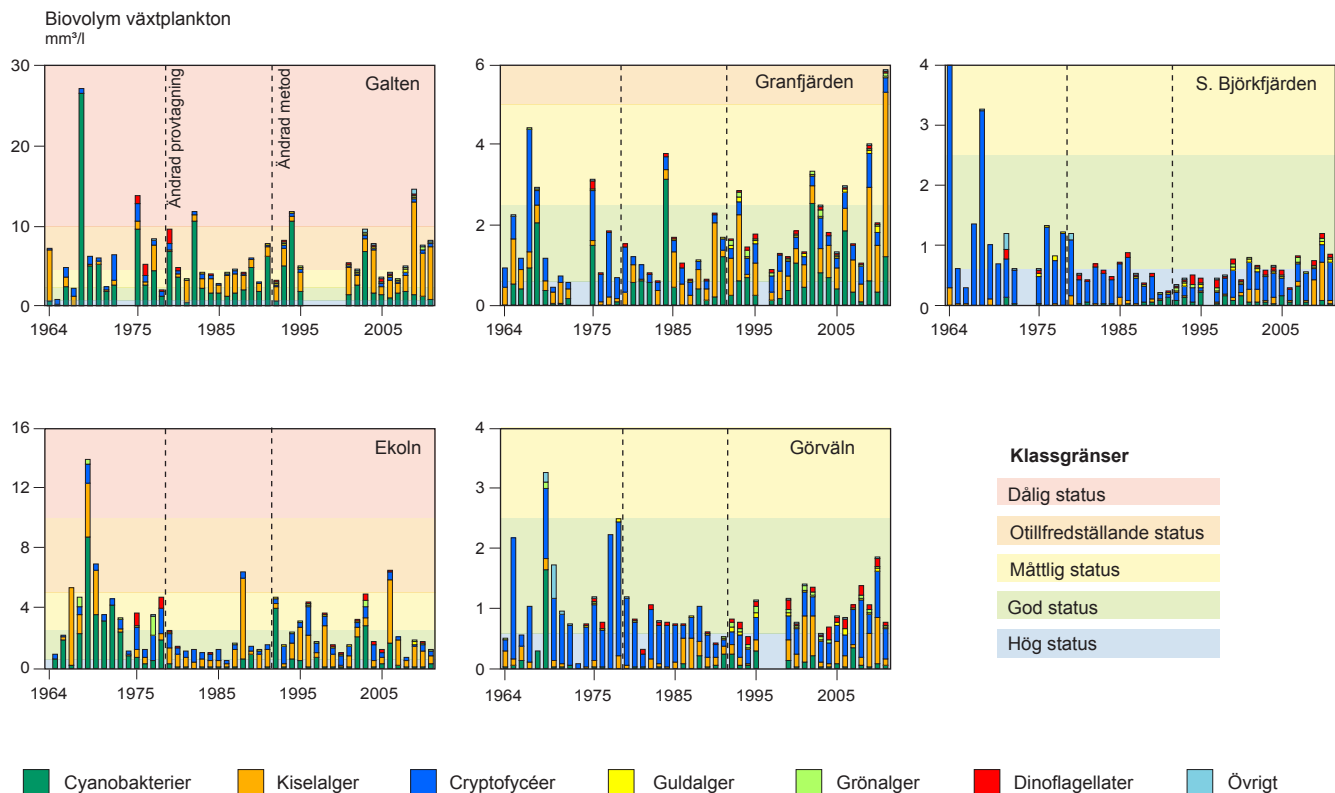 Biovolym växtplankton
mm³/l
30
20
10
0
Galten
Ändrad provtagning
Ändrad metod
1964
1975
1985
1995
2005
6
4
2
0
Granfjärden
1964
1975
1985
1995
2005
4
3
2
1
0
S. Björkfjärden
1964
1975
1985
1995
2005
16
12
8
4
0
Ekoln
1964
1975
1985
1995
2005
4
3
2
1
0
Görväln
1964
1975
1985
1995
2005
Klassgränser
Dålig status
Otillfredställande status
Måttlig status
God status
Hög status
Cyanobakterier
Kiselalger
Cryptofycéer
Guldalger
Grönalger
Dinoflagellater
Övrigt